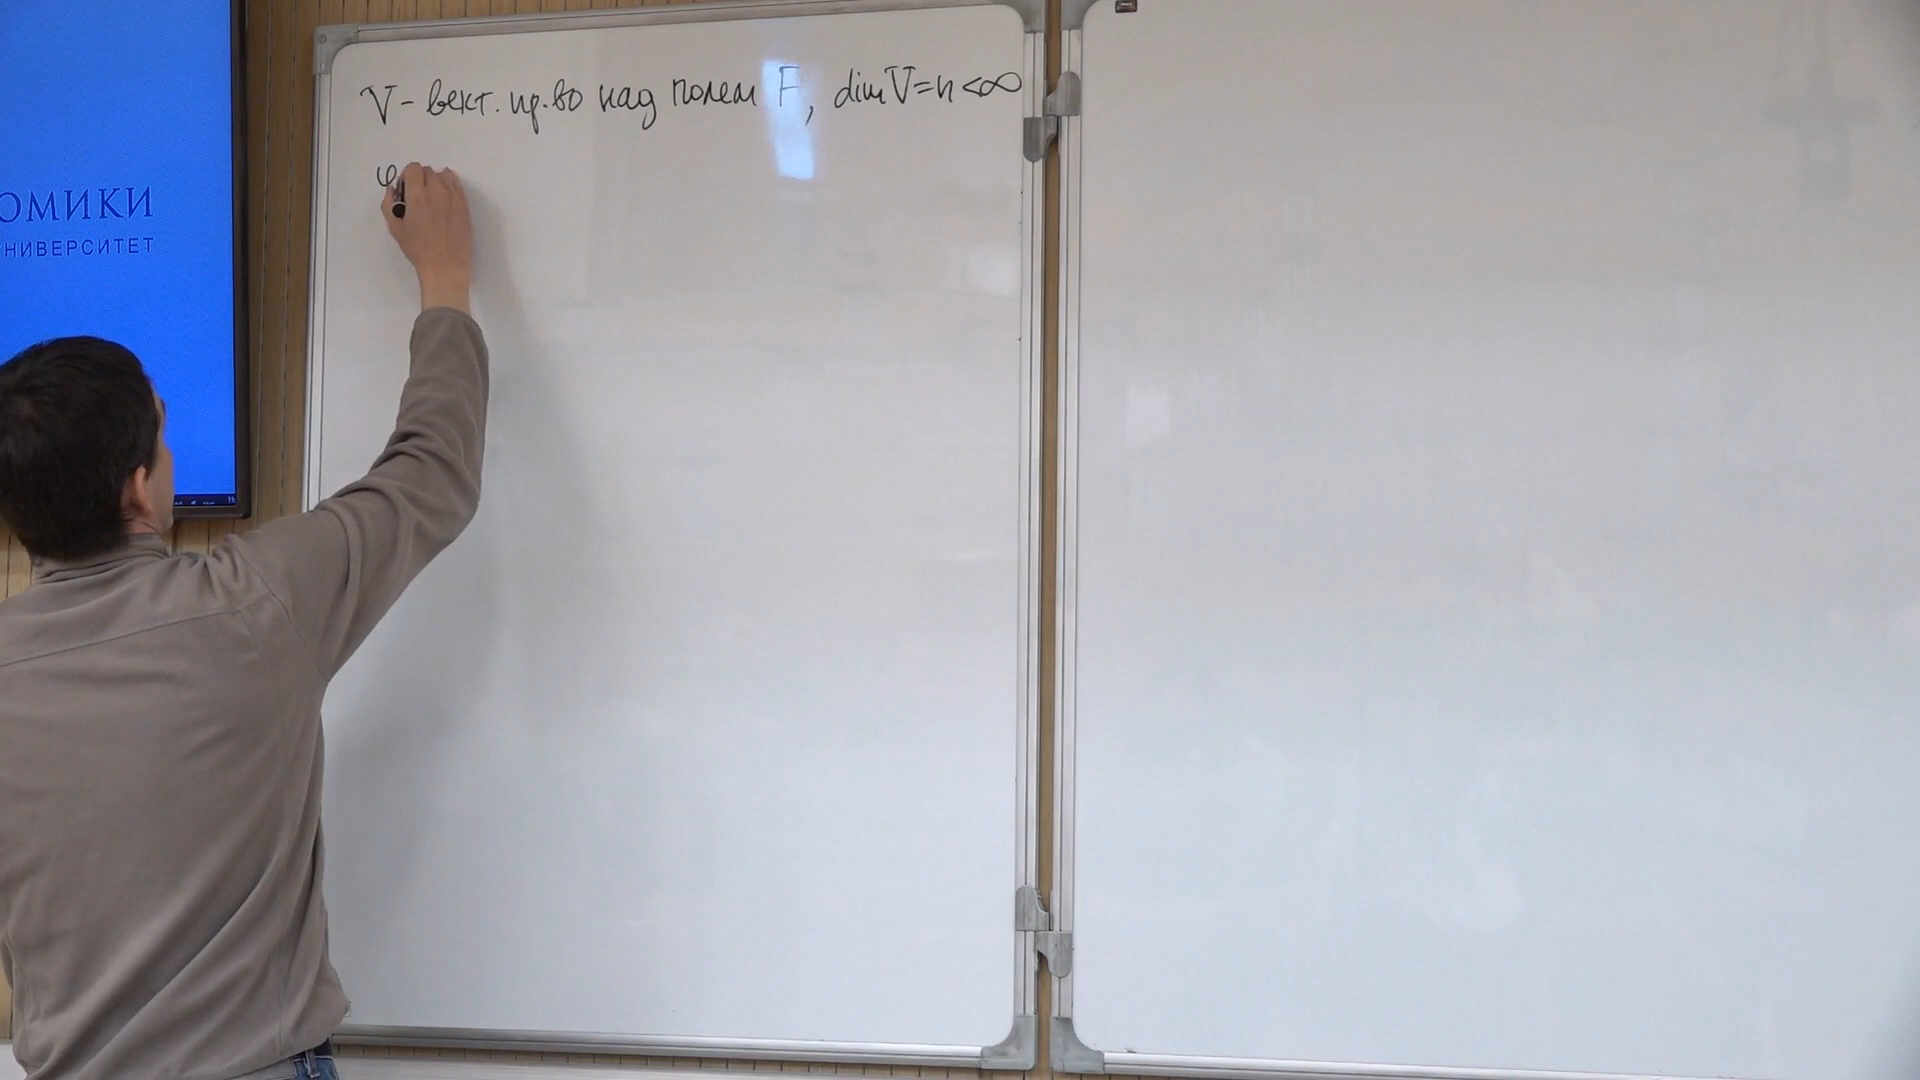 ОМИКИ
НИВЕРСИТЕТ
V – вект. пр.во над полем F, dim V = n < ∞
φ